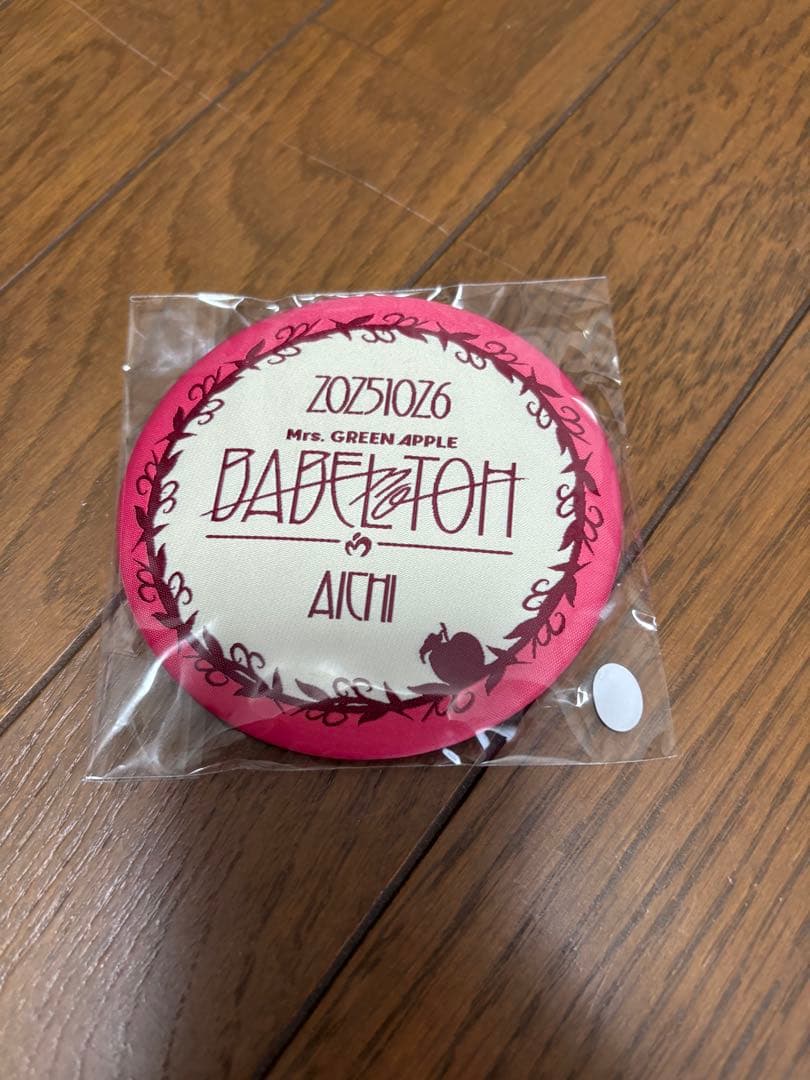 20251026
Mrs. GREEN APPLE
BABEL no TOH
AICHI